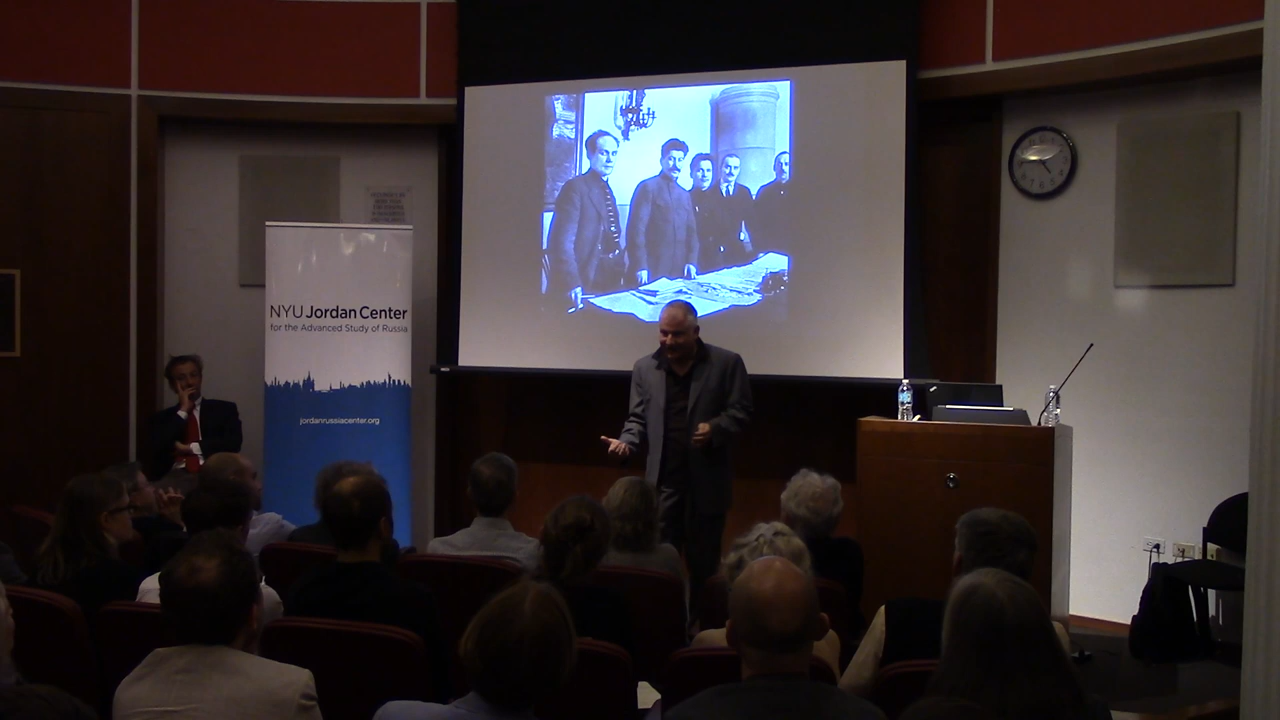 NYU Jordan Center
for the Advanced Study of Russia
jordanrussiacenter.org